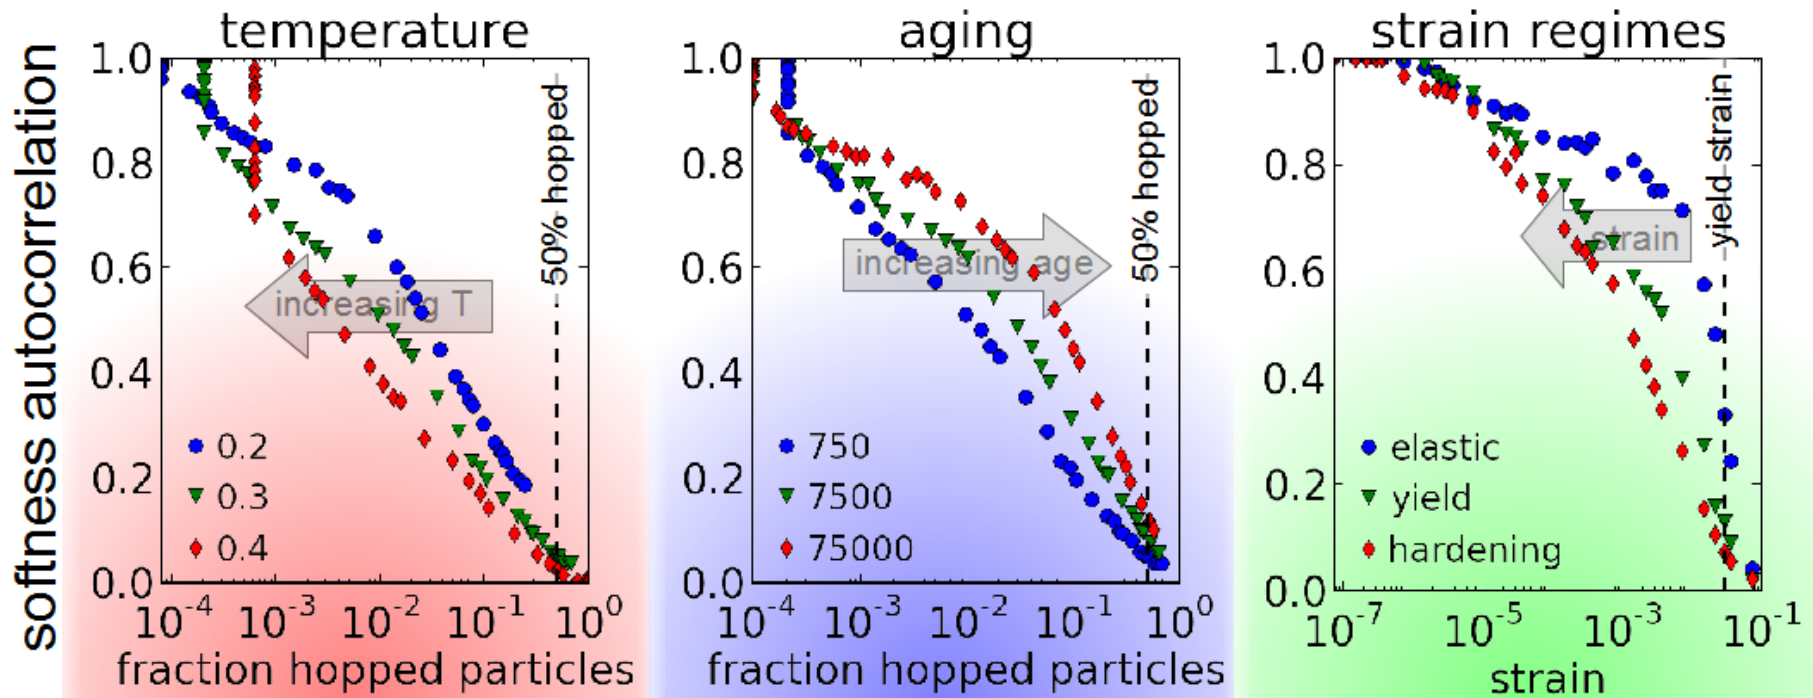 softness autocorrelation
temperature
1.0
0.8
0.6
0.4
0.2
0.0
50% hopped
increasing T
0.2
0.3
0.4
10^-4
10^-3
10^-2
10^-1
10^0
fraction hopped particles
aging
1.0
0.8
0.6
0.4
0.2
0.0
50% hopped
increasing age
750
7500
75000
10^-4
10^-3
10^-2
10^-1
10^0
fraction hopped particles
strain regimes
1.0
0.8
0.6
0.4
0.2
0.0
yield strain
strain
elastic
yield
hardening
10^-7
10^-5
10^-3
10^-1
strain